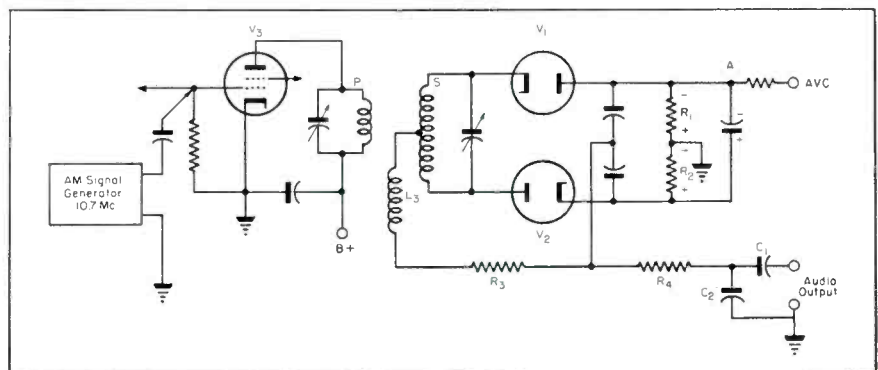 V3
V1
P
S
A
AVC
R1
R2
AM Signal
Generator
10.7 Mc
L3
V2
B+
R3
R4
C1
C2
Audio
Output
- 
+
-
+
-
+